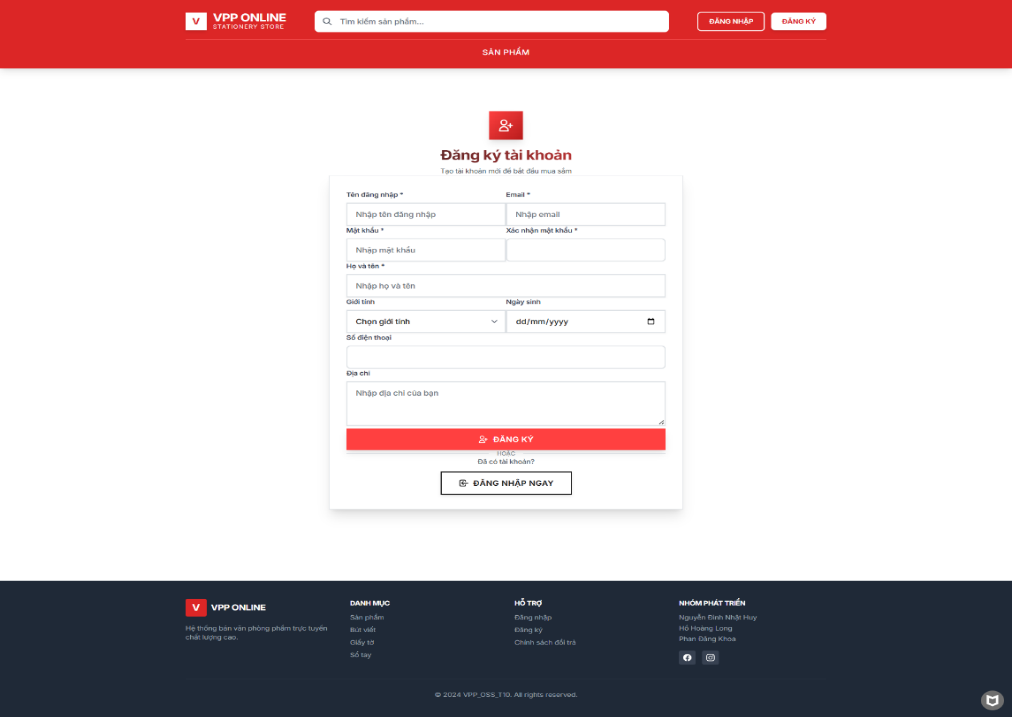 V VPP ONLINE
STATIONERY STORE
Tìm kiếm sản phẩm...
ĐĂNG NHẬP
ĐĂNG KÝ
SẢN PHẨM
Đăng ký tài khoản
Tạo tài khoản mới để bắt đầu mua sắm
Tên đăng nhập * Email *
Nhập tên đăng nhập Nhập email
Mật khẩu * Xác nhận mật khẩu *
Nhập mật khẩu
Họ và tên *
Nhập họ và tên
Giới tính Ngày sinh
Chọn giới tính dd/mm/yyyy
Số điện thoại
Địa chỉ
Nhập địa chỉ của bạn
ĐĂNG KÝ
HOẶC
Đã có tài khoản?
ĐĂNG NHẬP NGAY
V VPP ONLINE
Hệ thống bán văn phòng phẩm trực tuyến
chất lượng cao.
DANH MỤC
Sản phẩm
Bút viết
Giấy tờ
Sổ tay
HỖ TRỢ
Đăng nhập
Đăng ký
Chính sách đổi trả
NHÓM PHÁT TRIỂN
Nguyễn Đình Nhật Huy
Hồ Hoàng Long
Phan Đăng Khoa
© 2024 VPP_OSS_T10. All rights reserved.